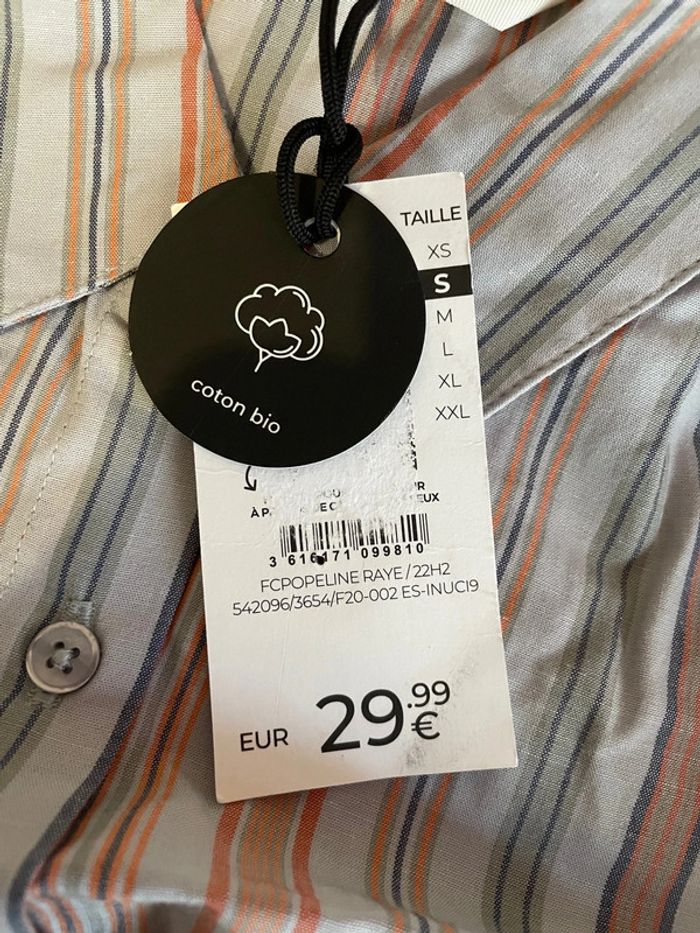 TAILLE
XS
S
M
L
XL
XXL
coton bio
3 616171 099810
FCPOPELINE RAYE / 22H2
542096/3654/F20-002 ES-INUC19
EUR 29.99 €